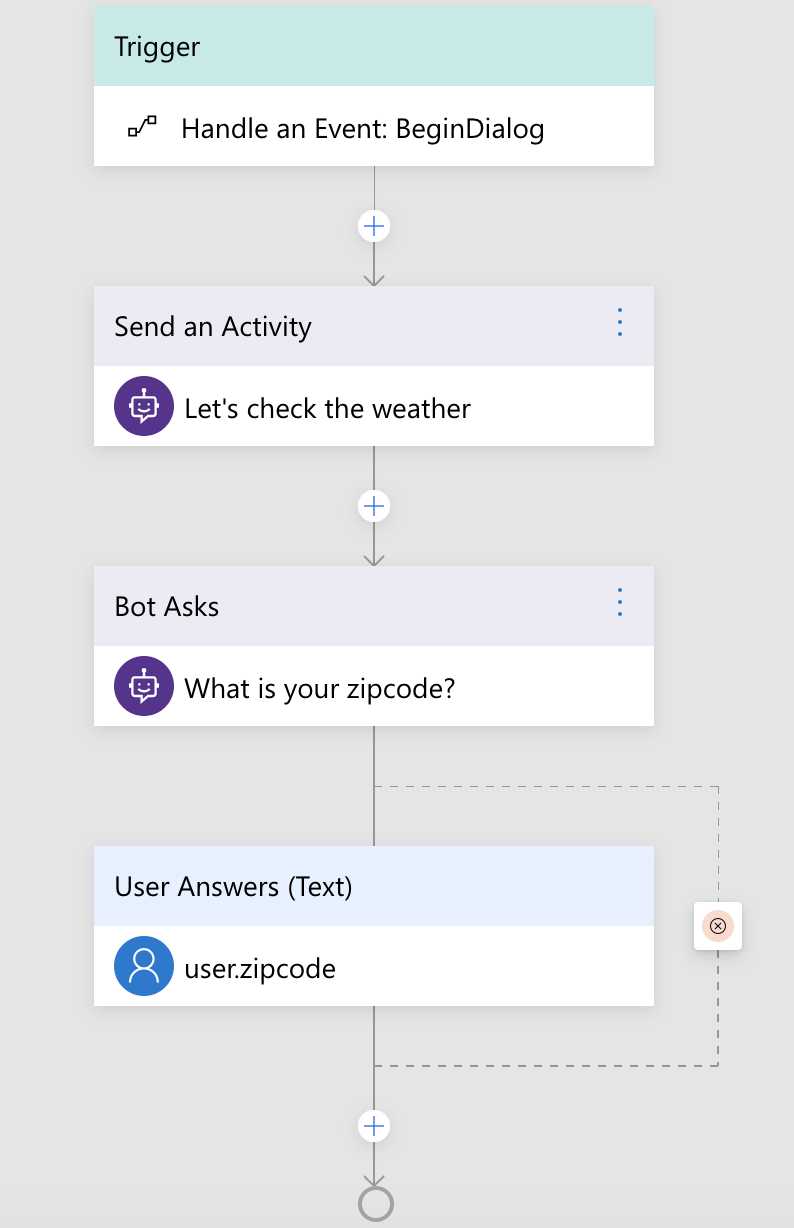 Trigger
Handle an Event: BeginDialog
Send an Activity
Let's check the weather
Bot Asks
What is your zipcode?
User Answers (Text)
user.zipcode